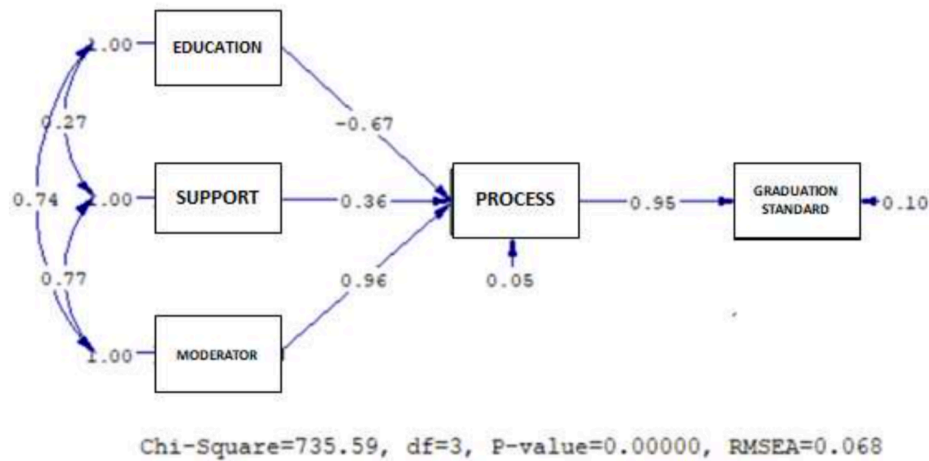 1.00
EDUCATION
0.27
-0.67
1.00
SUPPORT
0.36
PROCESS
0.95
GRADUATION
STANDARD
0.10
0.74
0.77
0.96
0.05
1.00
MODERATOR
Chi-Square=735.59, df=3, P-value=0.00000, RMSEA=0.068